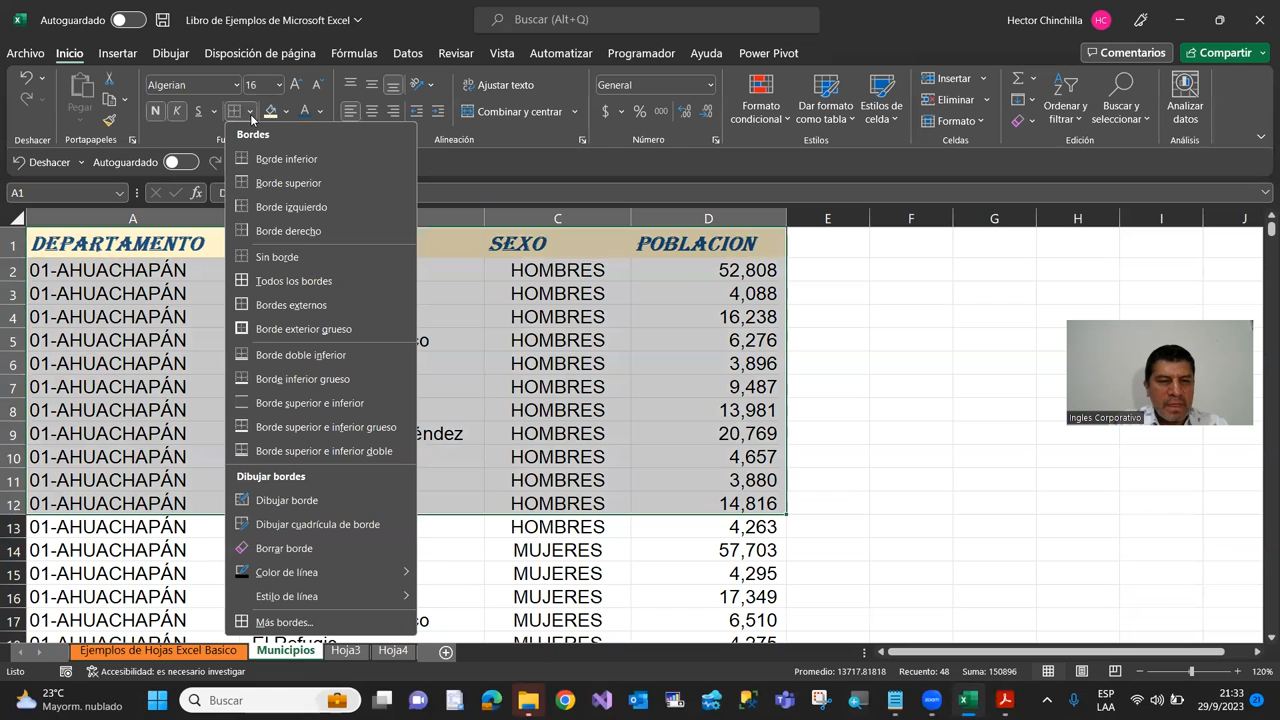 Autoguardado
Libro de Ejemplos de Microsoft Excel
Buscar (Alt+Q)
Hector Chinchilla
HC
Archivo
Inicio
Insertar
Dibujar
Disposición de página
Fórmulas
Datos
Revisar
Vista
Automatizar
Programador
Ayuda
Power Pivot
Comentarios
Compartir
Deshacer
Pegar
Portapapeles
Algerian
16
N
K
S
Fu
Ajustar texto
Combinar y centrar
Alineación
General
$
%
Número
Formato condicional
Dar formato como tabla
Estilos de celda
Estilos
Insertar
Eliminar
Formato
Celdas
Ordenar y filtrar
Buscar y seleccionar
Edición
Analizar datos
Análisis
Deshacer
Autoguardado
A1
fx
D
Bordes
Borde inferior
Borde superior
Borde izquierdo
Borde derecho
Sin borde
Todos los bordes
Bordes externos
Borde exterior grueso
Borde doble inferior
Borde inferior grueso
Borde superior e inferior
Borde superior e inferior grueso
Borde superior e inferior doble
Dibujar bordes
Dibujar borde
Dibujar cuadrícula de borde
Borrar borde
Color de línea
Estilo de línea
Más bordes...
A C D E F G H I J
1 DEPARTAMENTO SEXO POBLACION
2 01-AHUACHAPÁN HOMBRES 52,808
3 01-AHUACHAPÁN HOMBRES 4,088
4 01-AHUACHAPÁN HOMBRES 16,238
5 01-AHUACHAPÁN co HOMBRES 6,276
6 01-AHUACHAPÁN HOMBRES 3,896
7 01-AHUACHAPÁN HOMBRES 9,487
8 01-AHUACHAPÁN HOMBRES 13,981
9 01-AHUACHAPÁN éndez HOMBRES 20,769
10 01-AHUACHAPÁN HOMBRES 4,657
11 01-AHUACHAPÁN HOMBRES 3,880
12 01-AHUACHAPÁN HOMBRES 14,816
13 01-AHUACHAPÁN HOMBRES 4,263
14 01-AHUACHAPÁN MUJERES 57,703
15 01-AHUACHAPÁN MUJERES 4,295
16 01-AHUACHAPÁN MUJERES 17,349
17 01-AHUACHAPÁN co MUJERES 6,510
18 01-AHUACHAPÁN El Refugio MUJERES 4,275
Ingles Corporativo
Ejemplos de Hojas Excel Basico
Municipios
Hoja3
Hoja4
Listo
Accesibilidad: es necesario investigar
Promedio: 13717.81818
Recuento: 48
Suma: 150896
120%
23°C
Mayorm. nublado
Buscar
ESP
LAA
21:33
29/9/2023